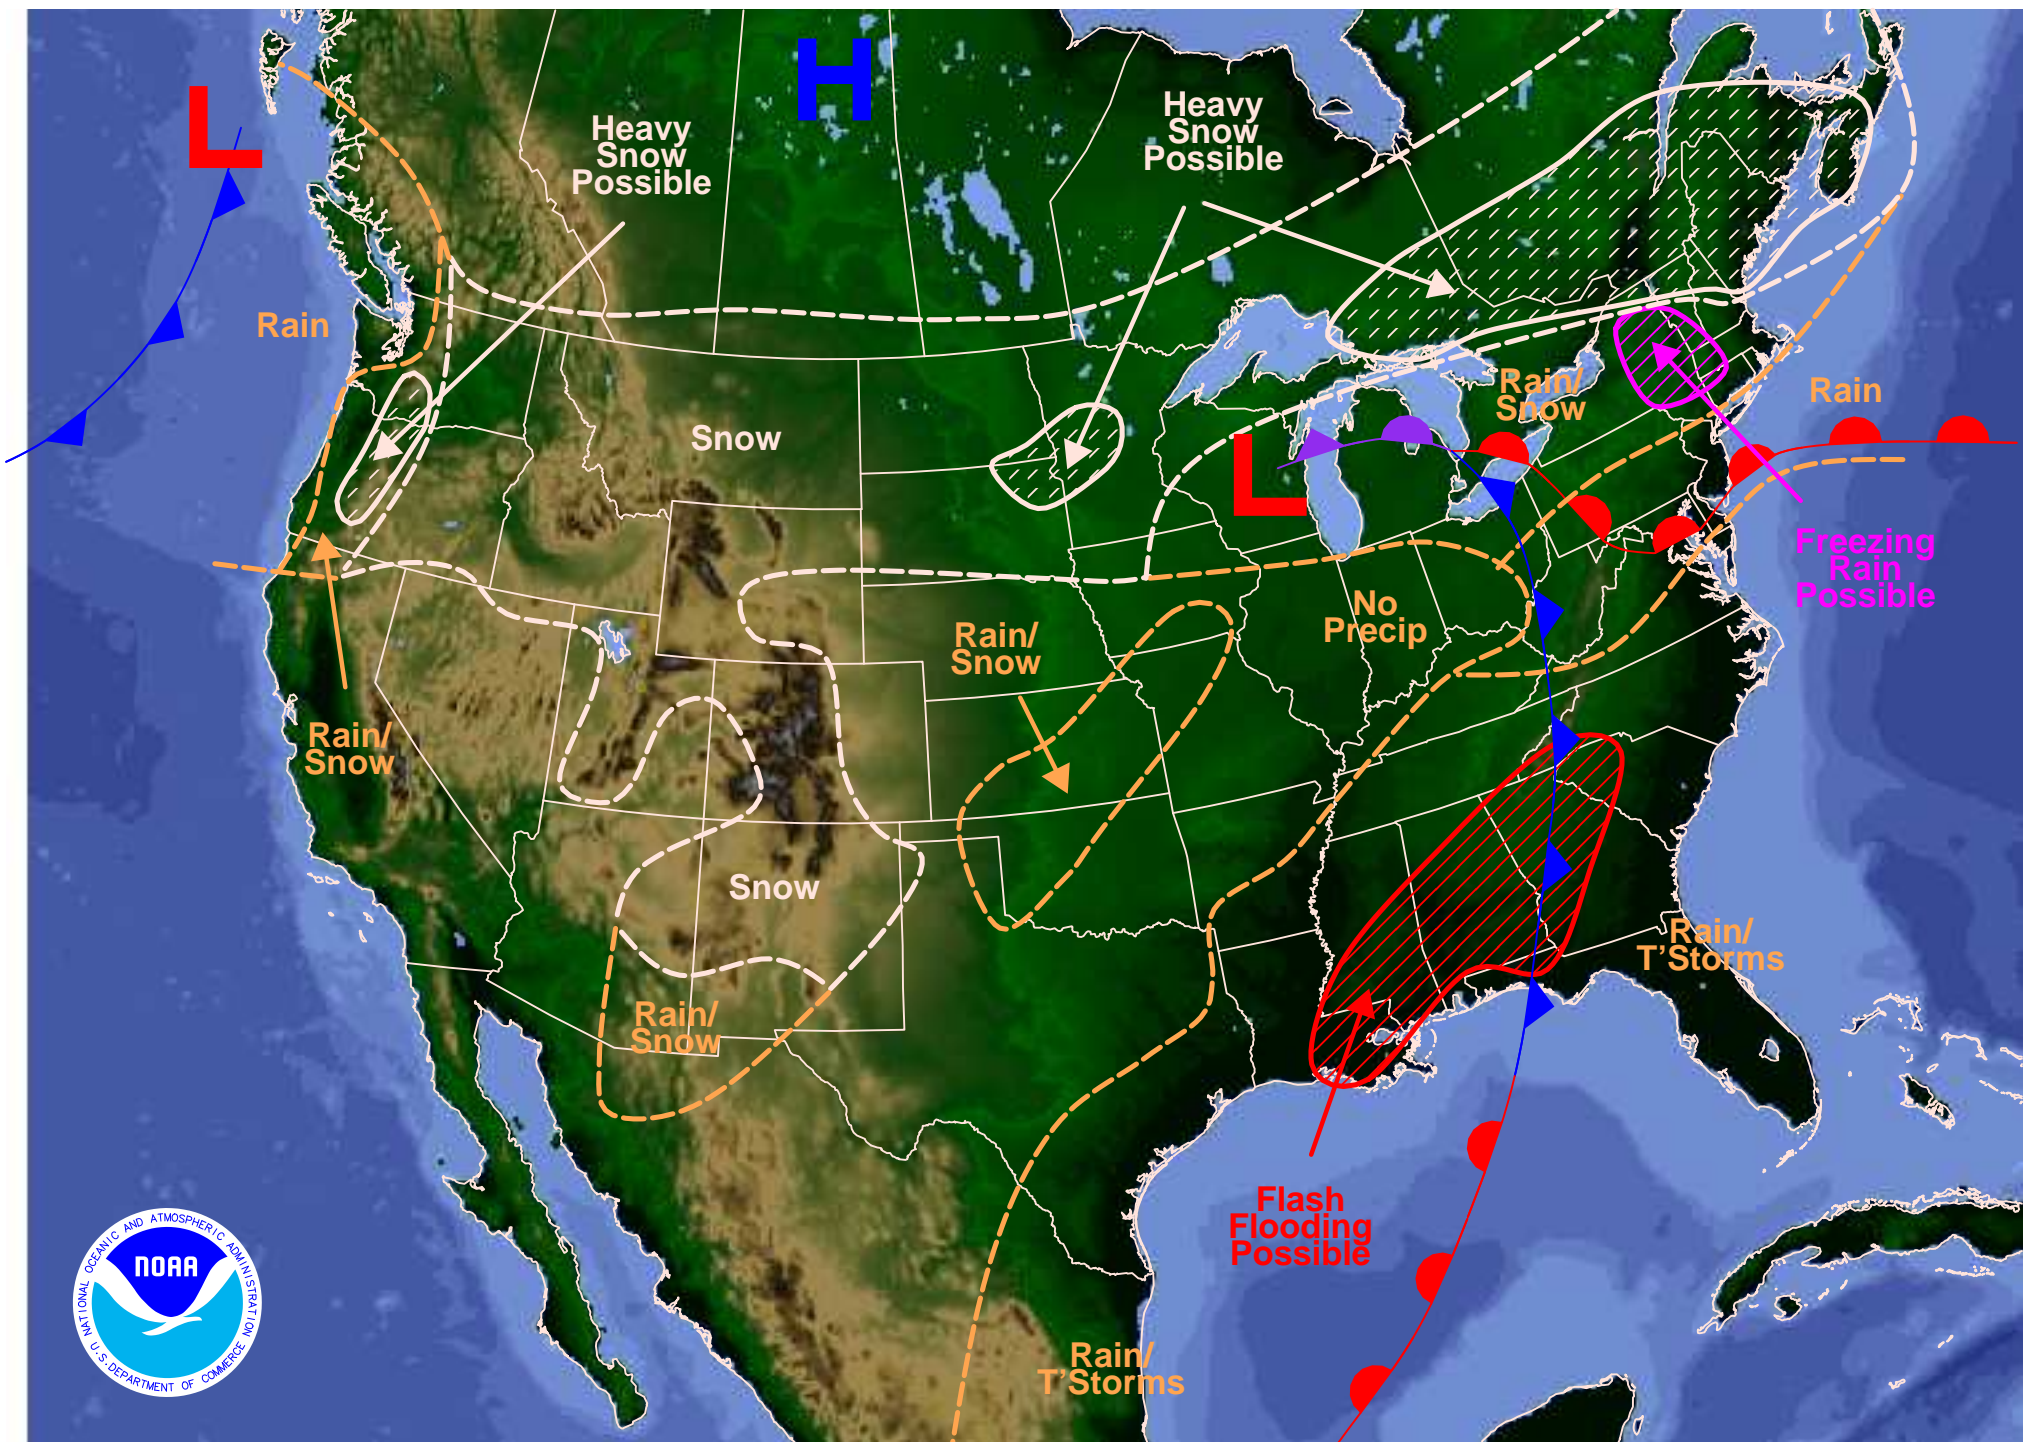 H
L
Heavy
Snow
Possible
Heavy
Snow
Possible
Rain
Snow
Rain/
Snow
Rain
L
Freezing
Rain
Possible
No
Precip
Rain/
Snow
Rain/
Snow
Snow
Rain/
T'Storms
Rain/
Snow
Flash
Flooding
Possible
Rain/
T'Storms
NATIONAL OCEANIC AND ATMOSPHERIC ADMINISTRATION
NOAA
U.S. DEPARTMENT OF COMMERCE